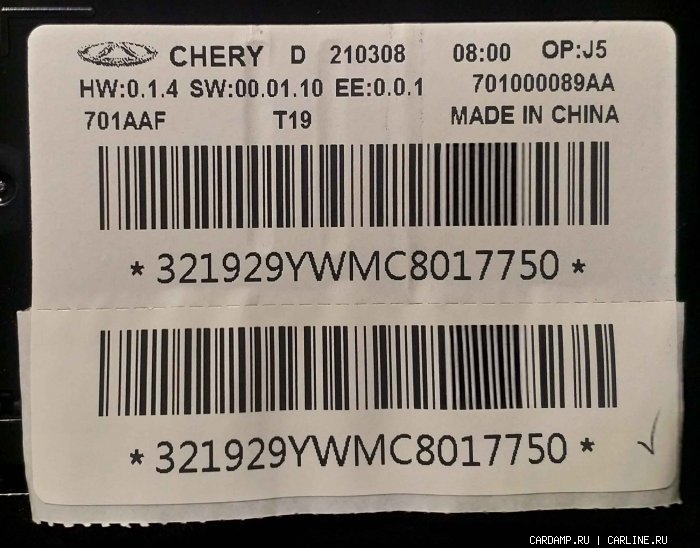 CHERY D 210308 08:00 OP:J5
HW:0.1.4 SW:00.01.10 EE:0.0.1 701000089AA
701AAF T19 MADE IN CHINA
*321929YWMC8017750*
*321929YWMC8017750*
CARDAMP.RU | CARLINE.RU